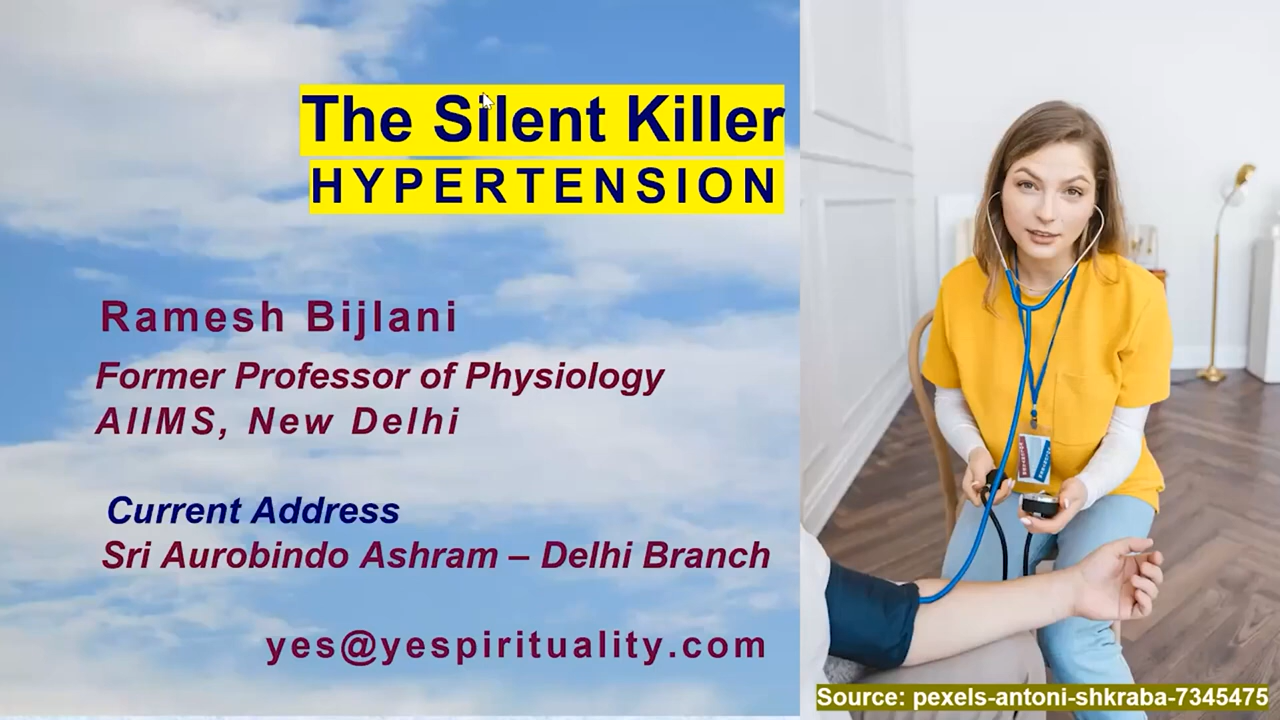 The Silent Killer
HYPERTENSION
Ramesh Bijlani
Former Professor of Physiology
AIIMS, New Delhi
Current Address
Sri Aurobindo Ashram – Delhi Branch
yes@yespirituality.com
Source: pexels-antoni-shkraba-7345475